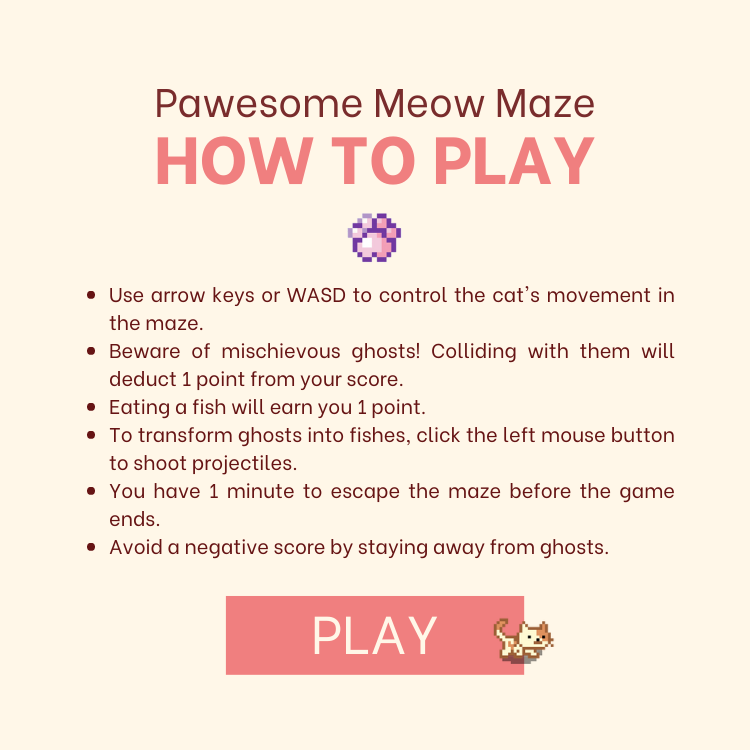 Pawesome Meow Maze
HOW TO PLAY
• Use arrow keys or WASD to control the cat's movement in
the maze.
• Beware of mischievous ghosts! Colliding with them will
deduct 1 point from your score.
• Eating a fish will earn you 1 point.
• To transform ghosts into fishes, click the left mouse button
to shoot projectiles.
• You have 1 minute to escape the maze before the game
ends.
• Avoid a negative score by staying away from ghosts.
PLAY